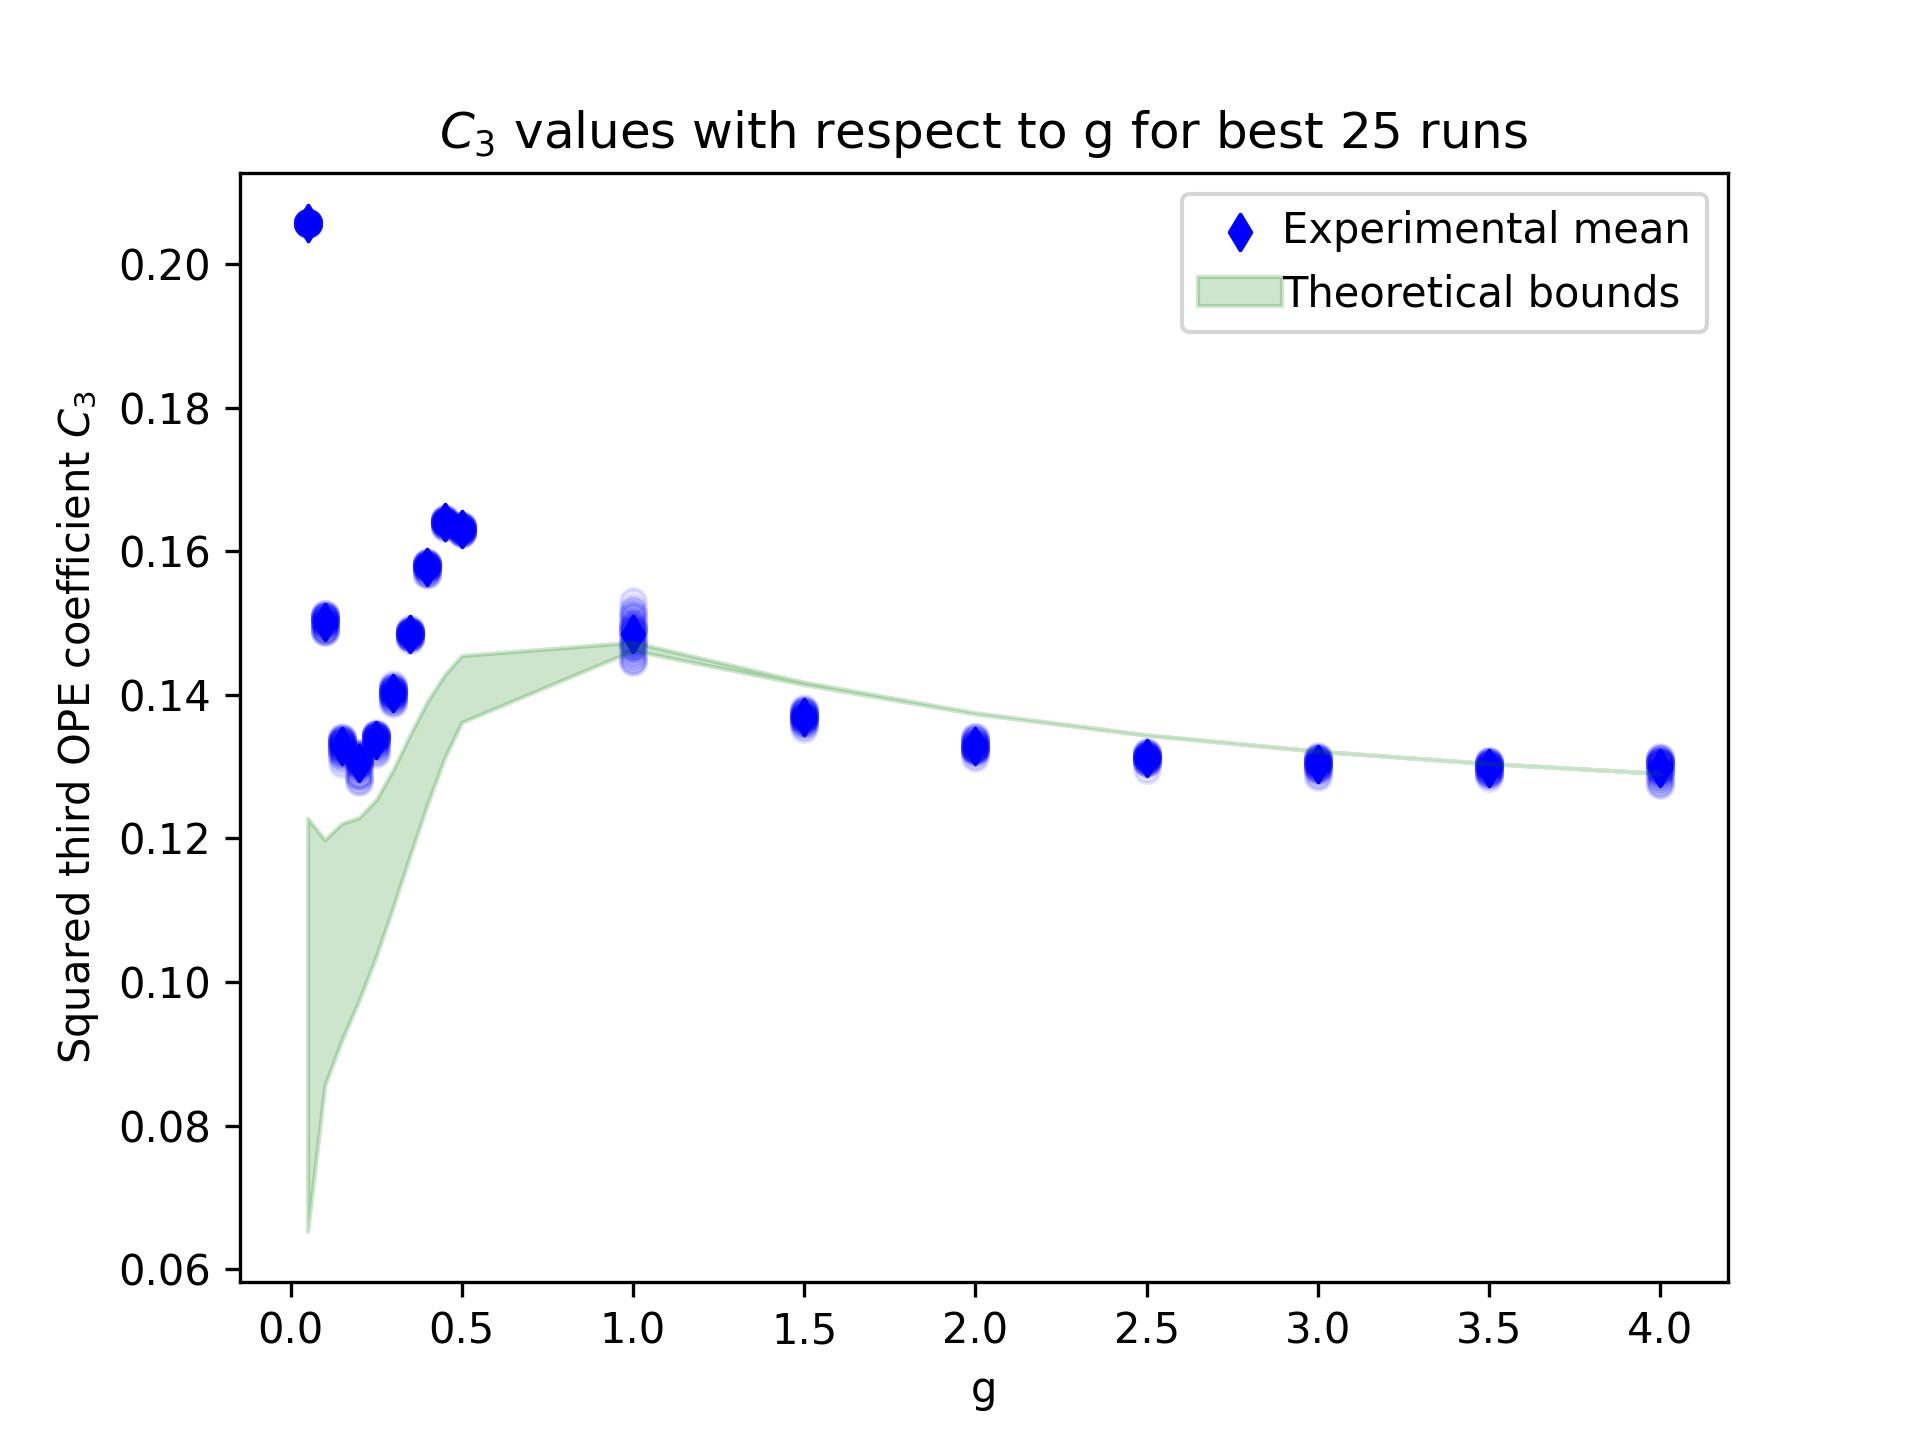 C₃ values with respect to g for best 25 runs
Experimental mean
Theoretical bounds
Squared third OPE coefficient C₃
0.20
0.18
0.16
0.14
0.12
0.10
0.08
0.06
0.0 0.5 1.0 1.5 2.0 2.5 3.0 3.5 4.0
g